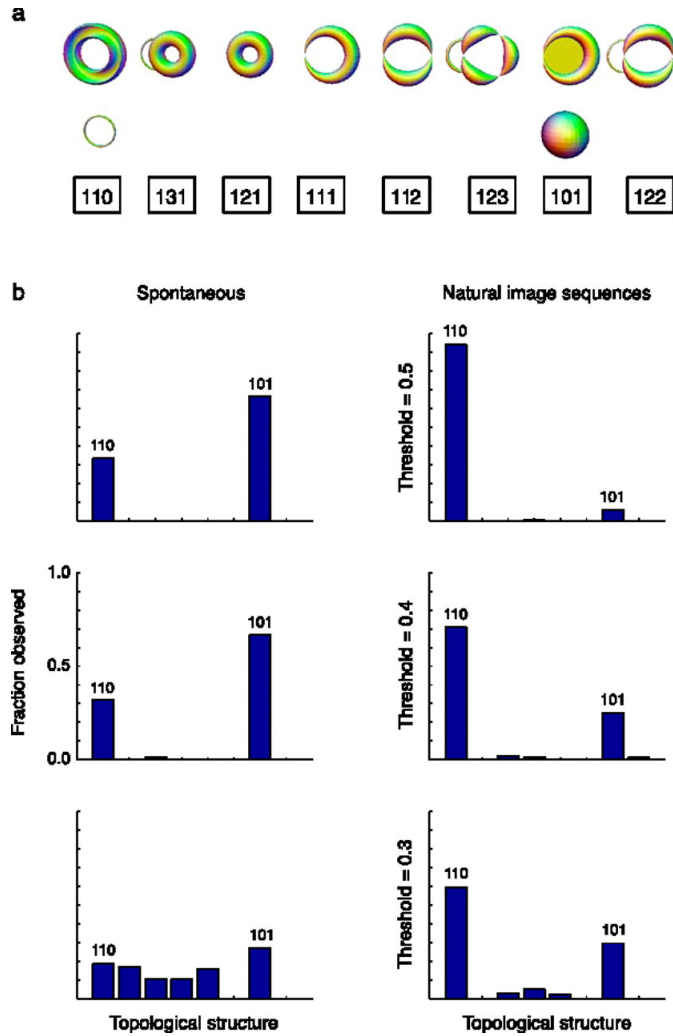 a
110 131 121 111 112 123 101 122
b
Spontaneous
Natural image sequences
110
101
Threshold = 0.5
110
101
Fraction observed
1.0
0.5
0.0
110
101
Threshold = 0.4
110
101
110
101
Topological structure
Threshold = 0.3
110
101
Topological structure